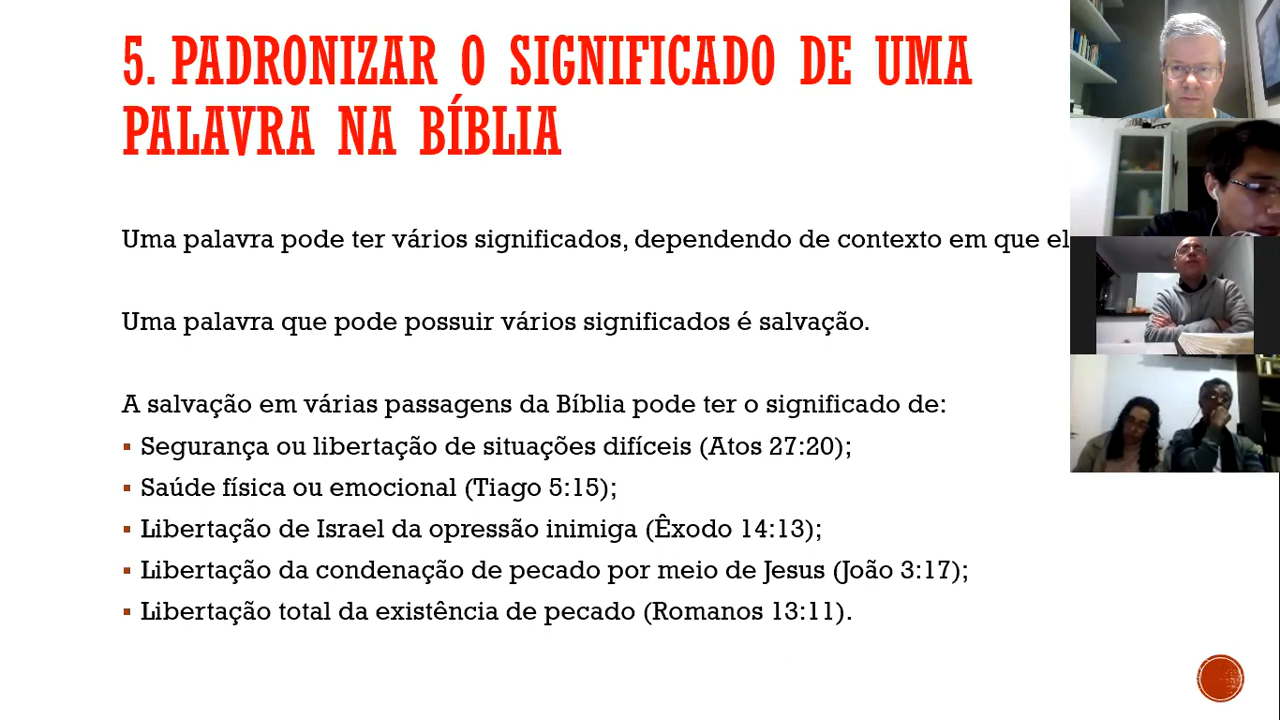 5. PADRONIZAR O SIGNIFICADO DE UMA
PALAVRA NA BÍBLIA
Uma palavra pode ter vários significados, dependendo de contexto em que el
Uma palavra que pode possuir vários significados é salvação.
A salvação em várias passagens da Bíblia pode ter o significado de:
▪ Segurança ou libertação de situações difíceis (Atos 27:20);
▪ Saúde física ou emocional (Tiago 5:15);
▪ Libertação de Israel da opressão inimiga (Êxodo 14:13);
▪ Libertação da condenação de pecado por meio de Jesus (João 3:17);
▪ Libertação total da existência de pecado (Romanos 13:11).